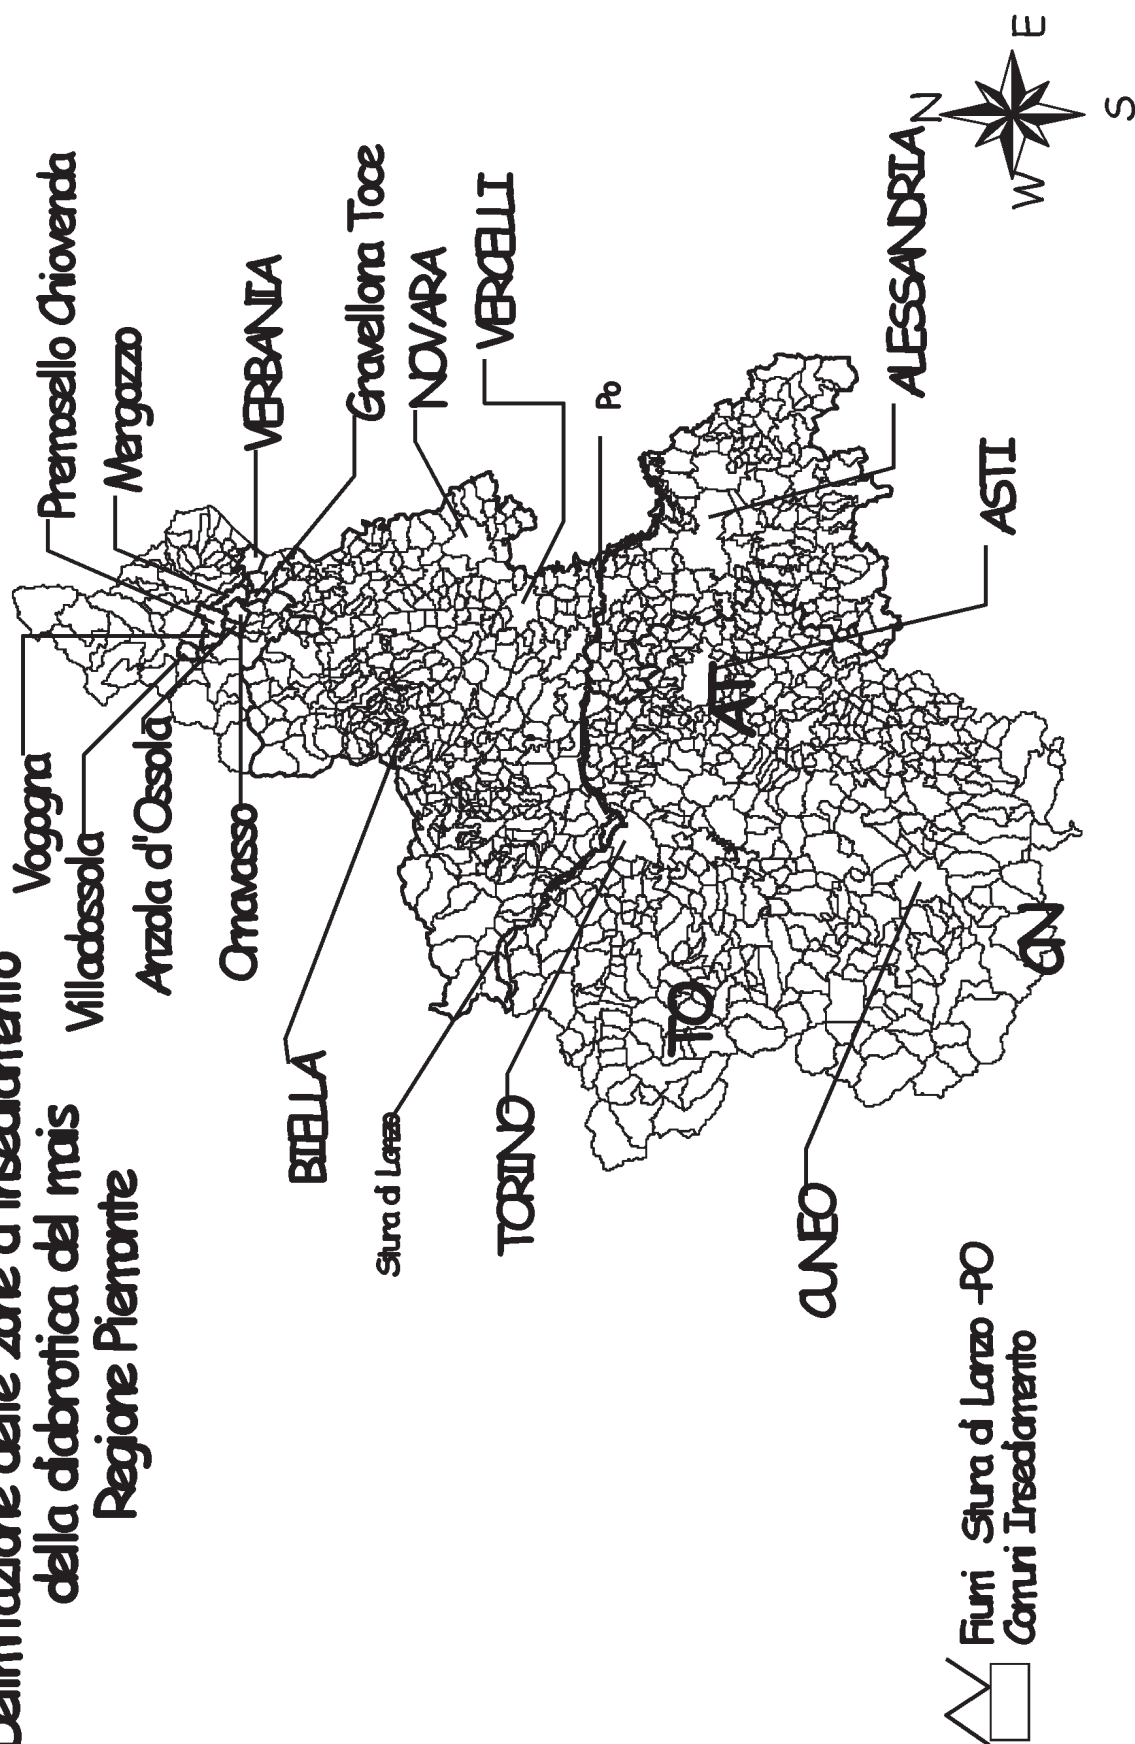 Delimitazione delle zone d'insediamento
della diabrotica del mais
Regione Piemonte
Vogogna
Villadossola
Anzola d'Ossola
Ornavasso
Premosello Chiovenda
Mergozzo
VERBANIA
Gravellona Toce
NOVARA
VERCELLI
Po
BIELLA
Stura di Lanzo
TORINO
CUNEO
TO
AT
CN
ALESSANDRIA
ASTI
N
E
W
S
Fiumi Stura di Lanzo -PO
Comuni Insediamento